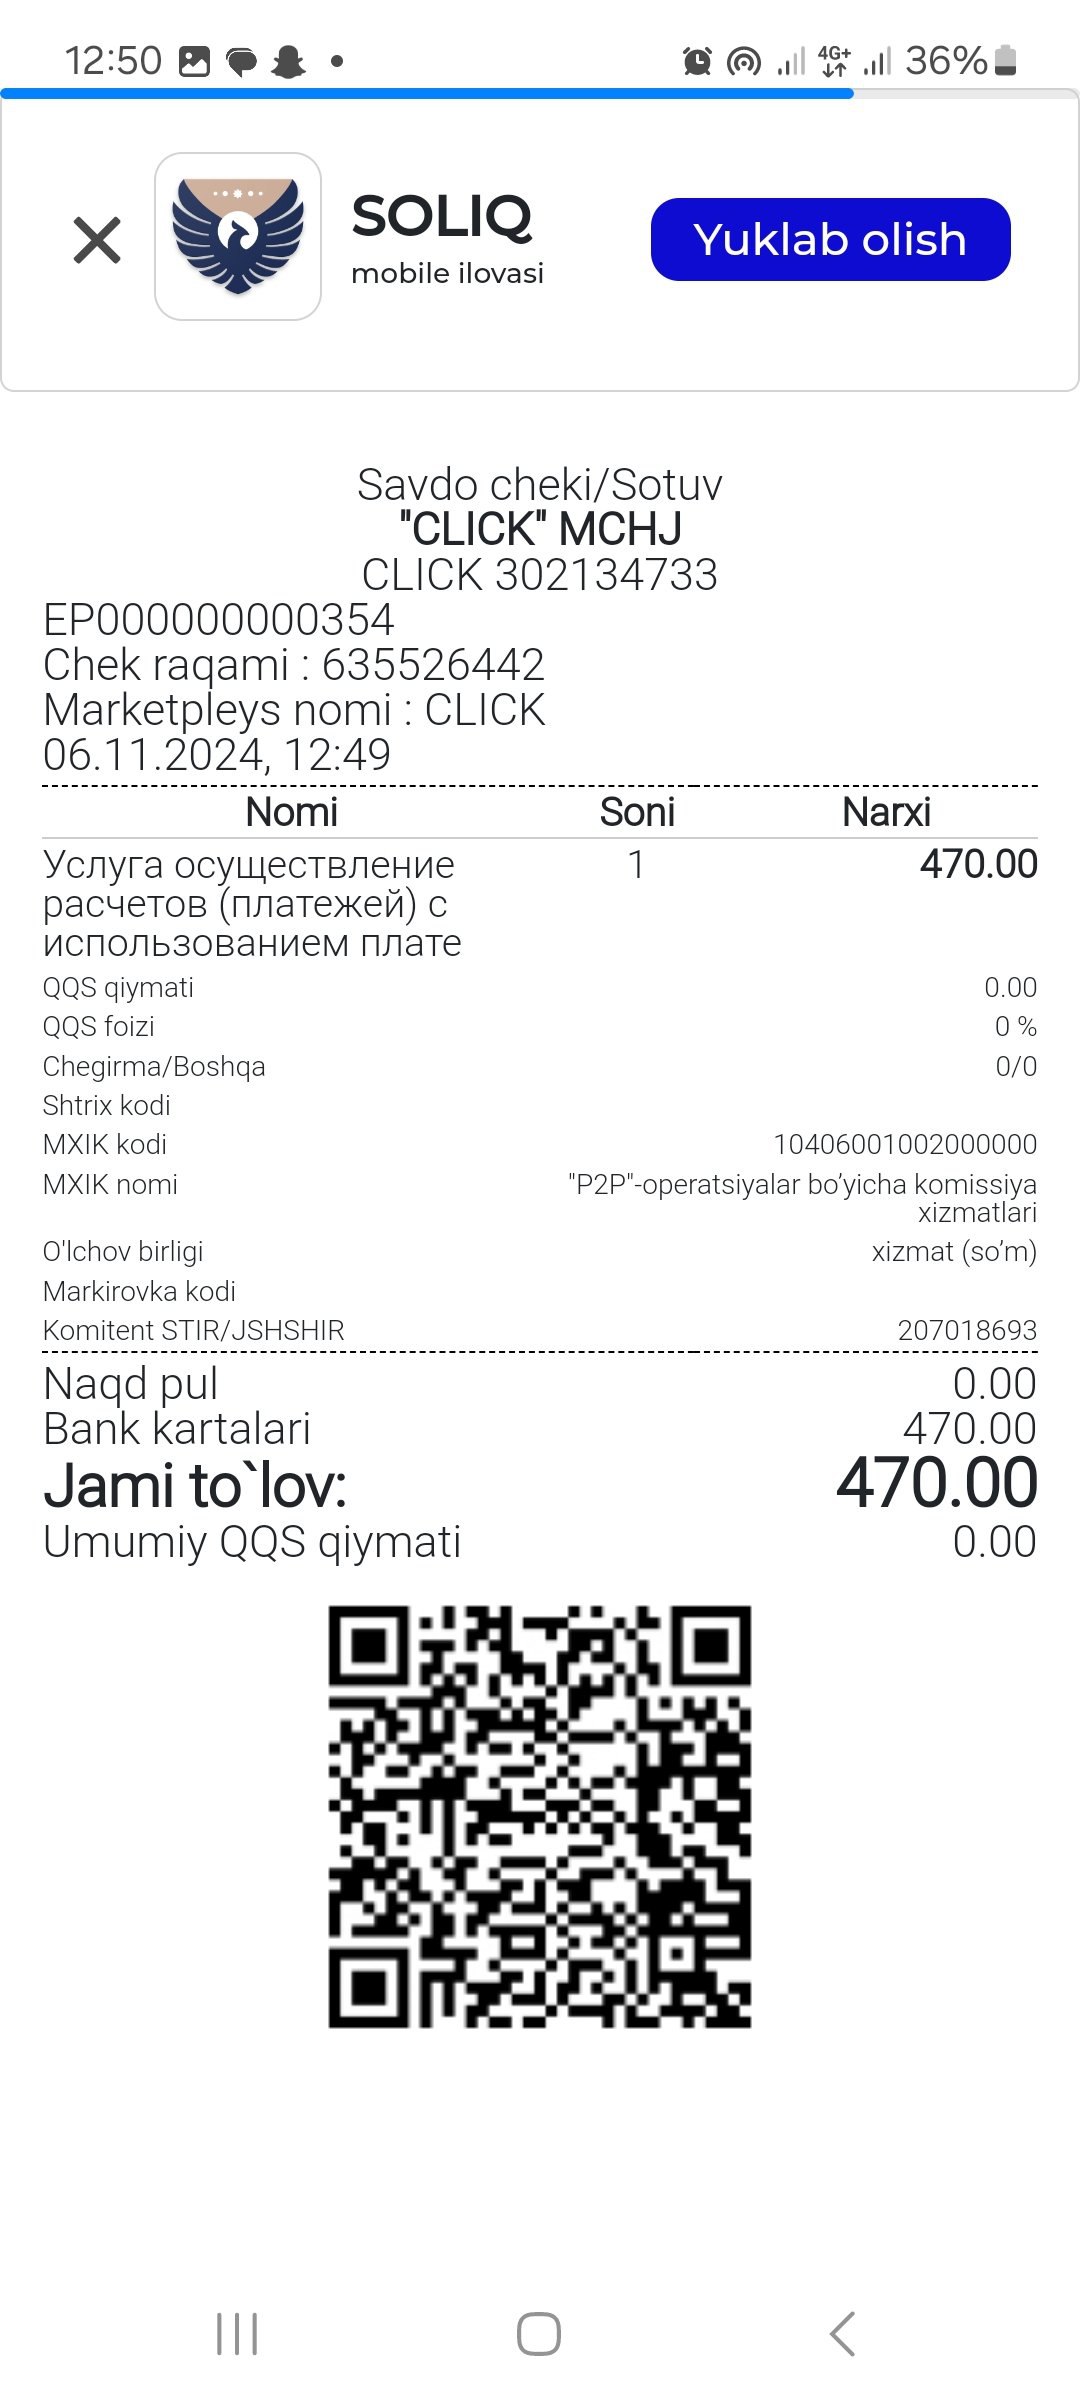 12:50
4G+
36%
SOLIQ
mobile ilovasi
Yuklab olish
Savdo cheki/Sotuv
"CLICK" MCHJ
CLICK 302134733
EP000000000354
Chek raqami : 635526442
Marketpleys nomi : CLICK
06.11.2024, 12:49
Nomi Soni Narxi
Услуга осуществление 1 470.00
расчетов (платежей) с
использованием плате
QQS qiymati 0.00
QQS foizi 0 %
Chegirma/Boshqa 0/0
Shtrix kodi
MXIK kodi 10406001002000000
MXIK nomi "P2P"-operatsiyalar bo’yicha komissiya
xizmatlari
O'lchov birligi xizmat (so’m)
Markirovka kodi
Komitent STIR/JSHSHIR 207018693
Naqd pul 0.00
Bank kartalari 470.00
Jami to`lov: 470.00
Umumiy QQS qiymati 0.00